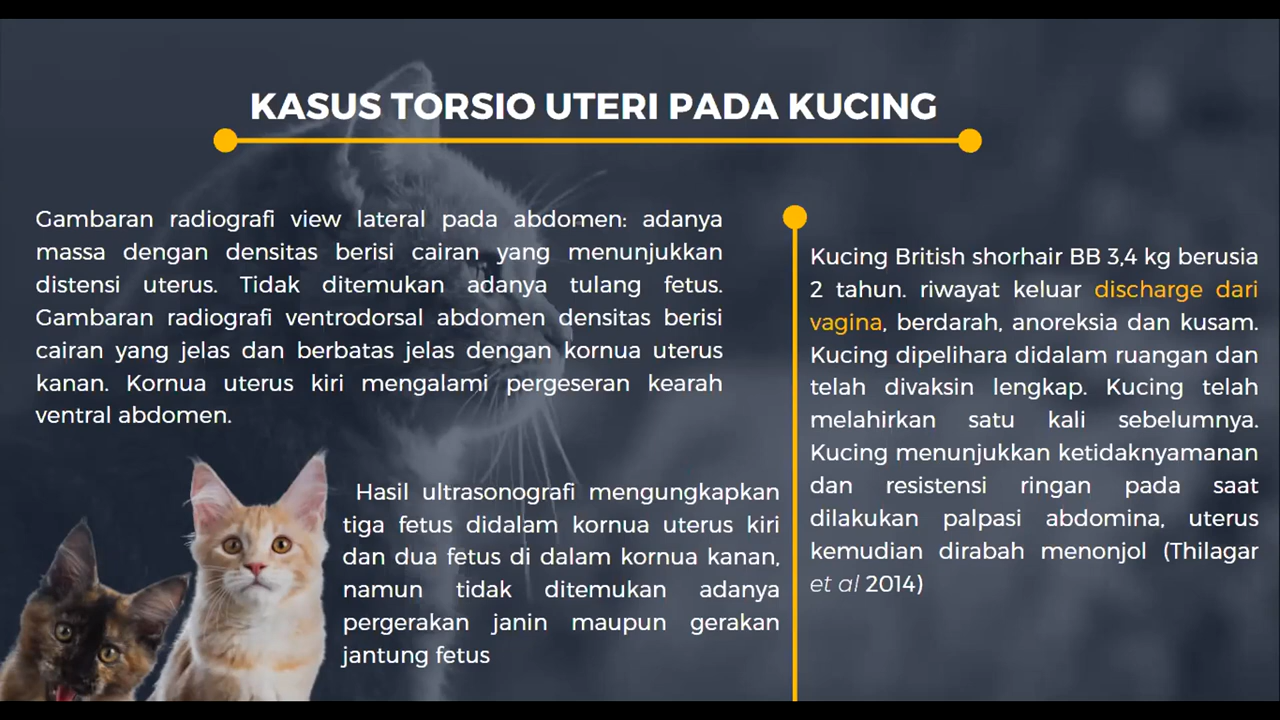 KASUS TORSIO UTERI PADA KUCING
Gambaran radiografi view lateral pada abdomen: adanya
massa dengan densitas berisi cairan yang menunjukkan
distensi uterus. Tidak ditemukan adanya tulang fetus.
Gambaran radiografi ventrodorsal abdomen densitas berisi
cairan yang jelas dan berbatas jelas dengan kornua uterus
kanan. Kornua uterus kiri mengalami pergeseran kearah
ventral abdomen.
Hasil ultrasonografi mengungkapkan
tiga fetus didalam kornua uterus kiri
dan dua fetus di dalam kornua kanan,
namun tidak ditemukan adanya
pergerakan janin maupun gerakan
jantung fetus
Kucing British shorhair BB 3,4 kg berusia
2 tahun. riwayat keluar discharge dari
vagina, berdarah, anoreksia dan kusam.
Kucing dipelihara didalam ruangan dan
telah divaksin lengkap. Kucing telah
melahirkan satu kali sebelumnya.
Kucing menunjukkan ketidaknyamanan
dan resistensi ringan pada saat
dilakukan palpasi abdomina, uterus
kemudian dirabah menonjol (Thilagar
et al 2014)